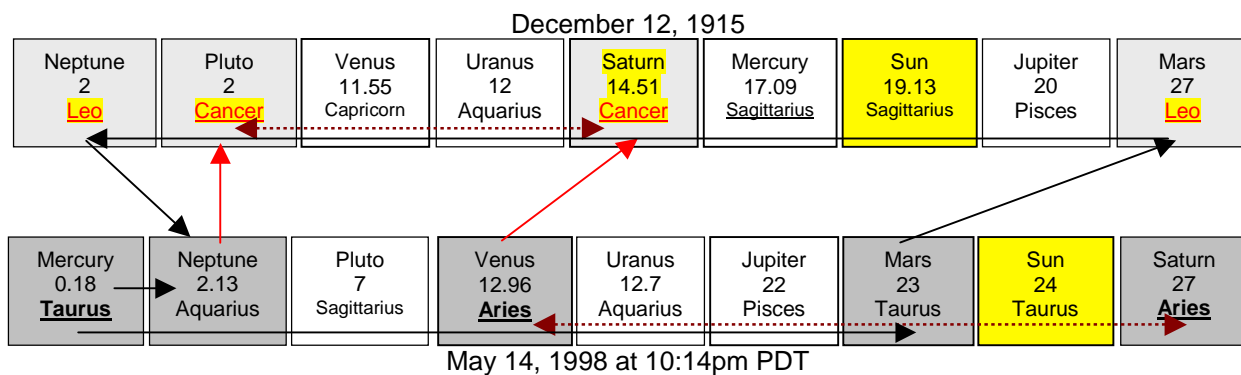 December 12, 1915
Neptune
2
Leo
Pluto
2
Cancer
Venus
11.55
Capricorn
Uranus
12
Aquarius
Saturn
14.51
Cancer
Mercury
17.09
Sagittarius
Sun
19.13
Sagittarius
Jupiter
20
Pisces
Mars
27
Leo
Mercury
0.18
Taurus
Neptune
2.13
Aquarius
Pluto
7
Sagittarius
Venus
12.96
Aries
Uranus
12.7
Aquarius
Jupiter
22
Pisces
Mars
23
Taurus
Sun
24
Taurus
Saturn
27
Aries
May 14, 1998 at 10:14pm PDT